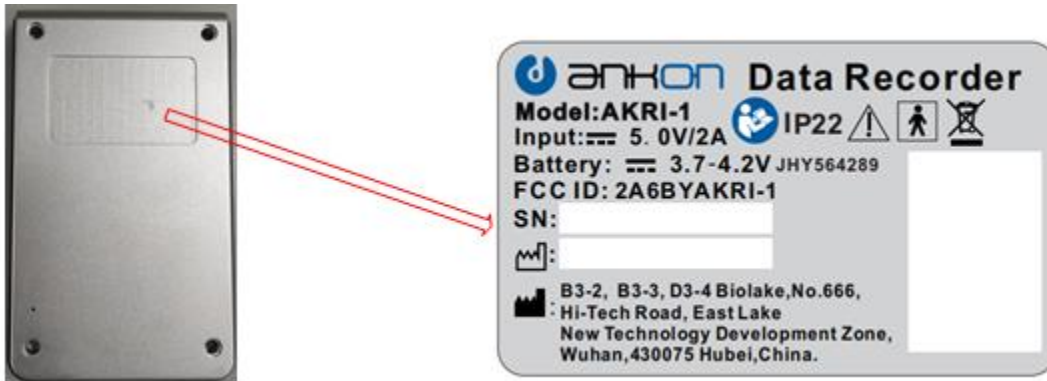 ankon Data Recorder
Model:AKRI-1
IP22
Input: 5.0V/2A
Battery: 3.7-4.2V JHY564289
FCC ID: 2A6BYAKRI-1
SN:
:
: B3-2, B3-3, D3-4 Biolake,No.666,
Hi-Tech Road, East Lake
New Technology Development Zone,
Wuhan,430075 Hubei,China.